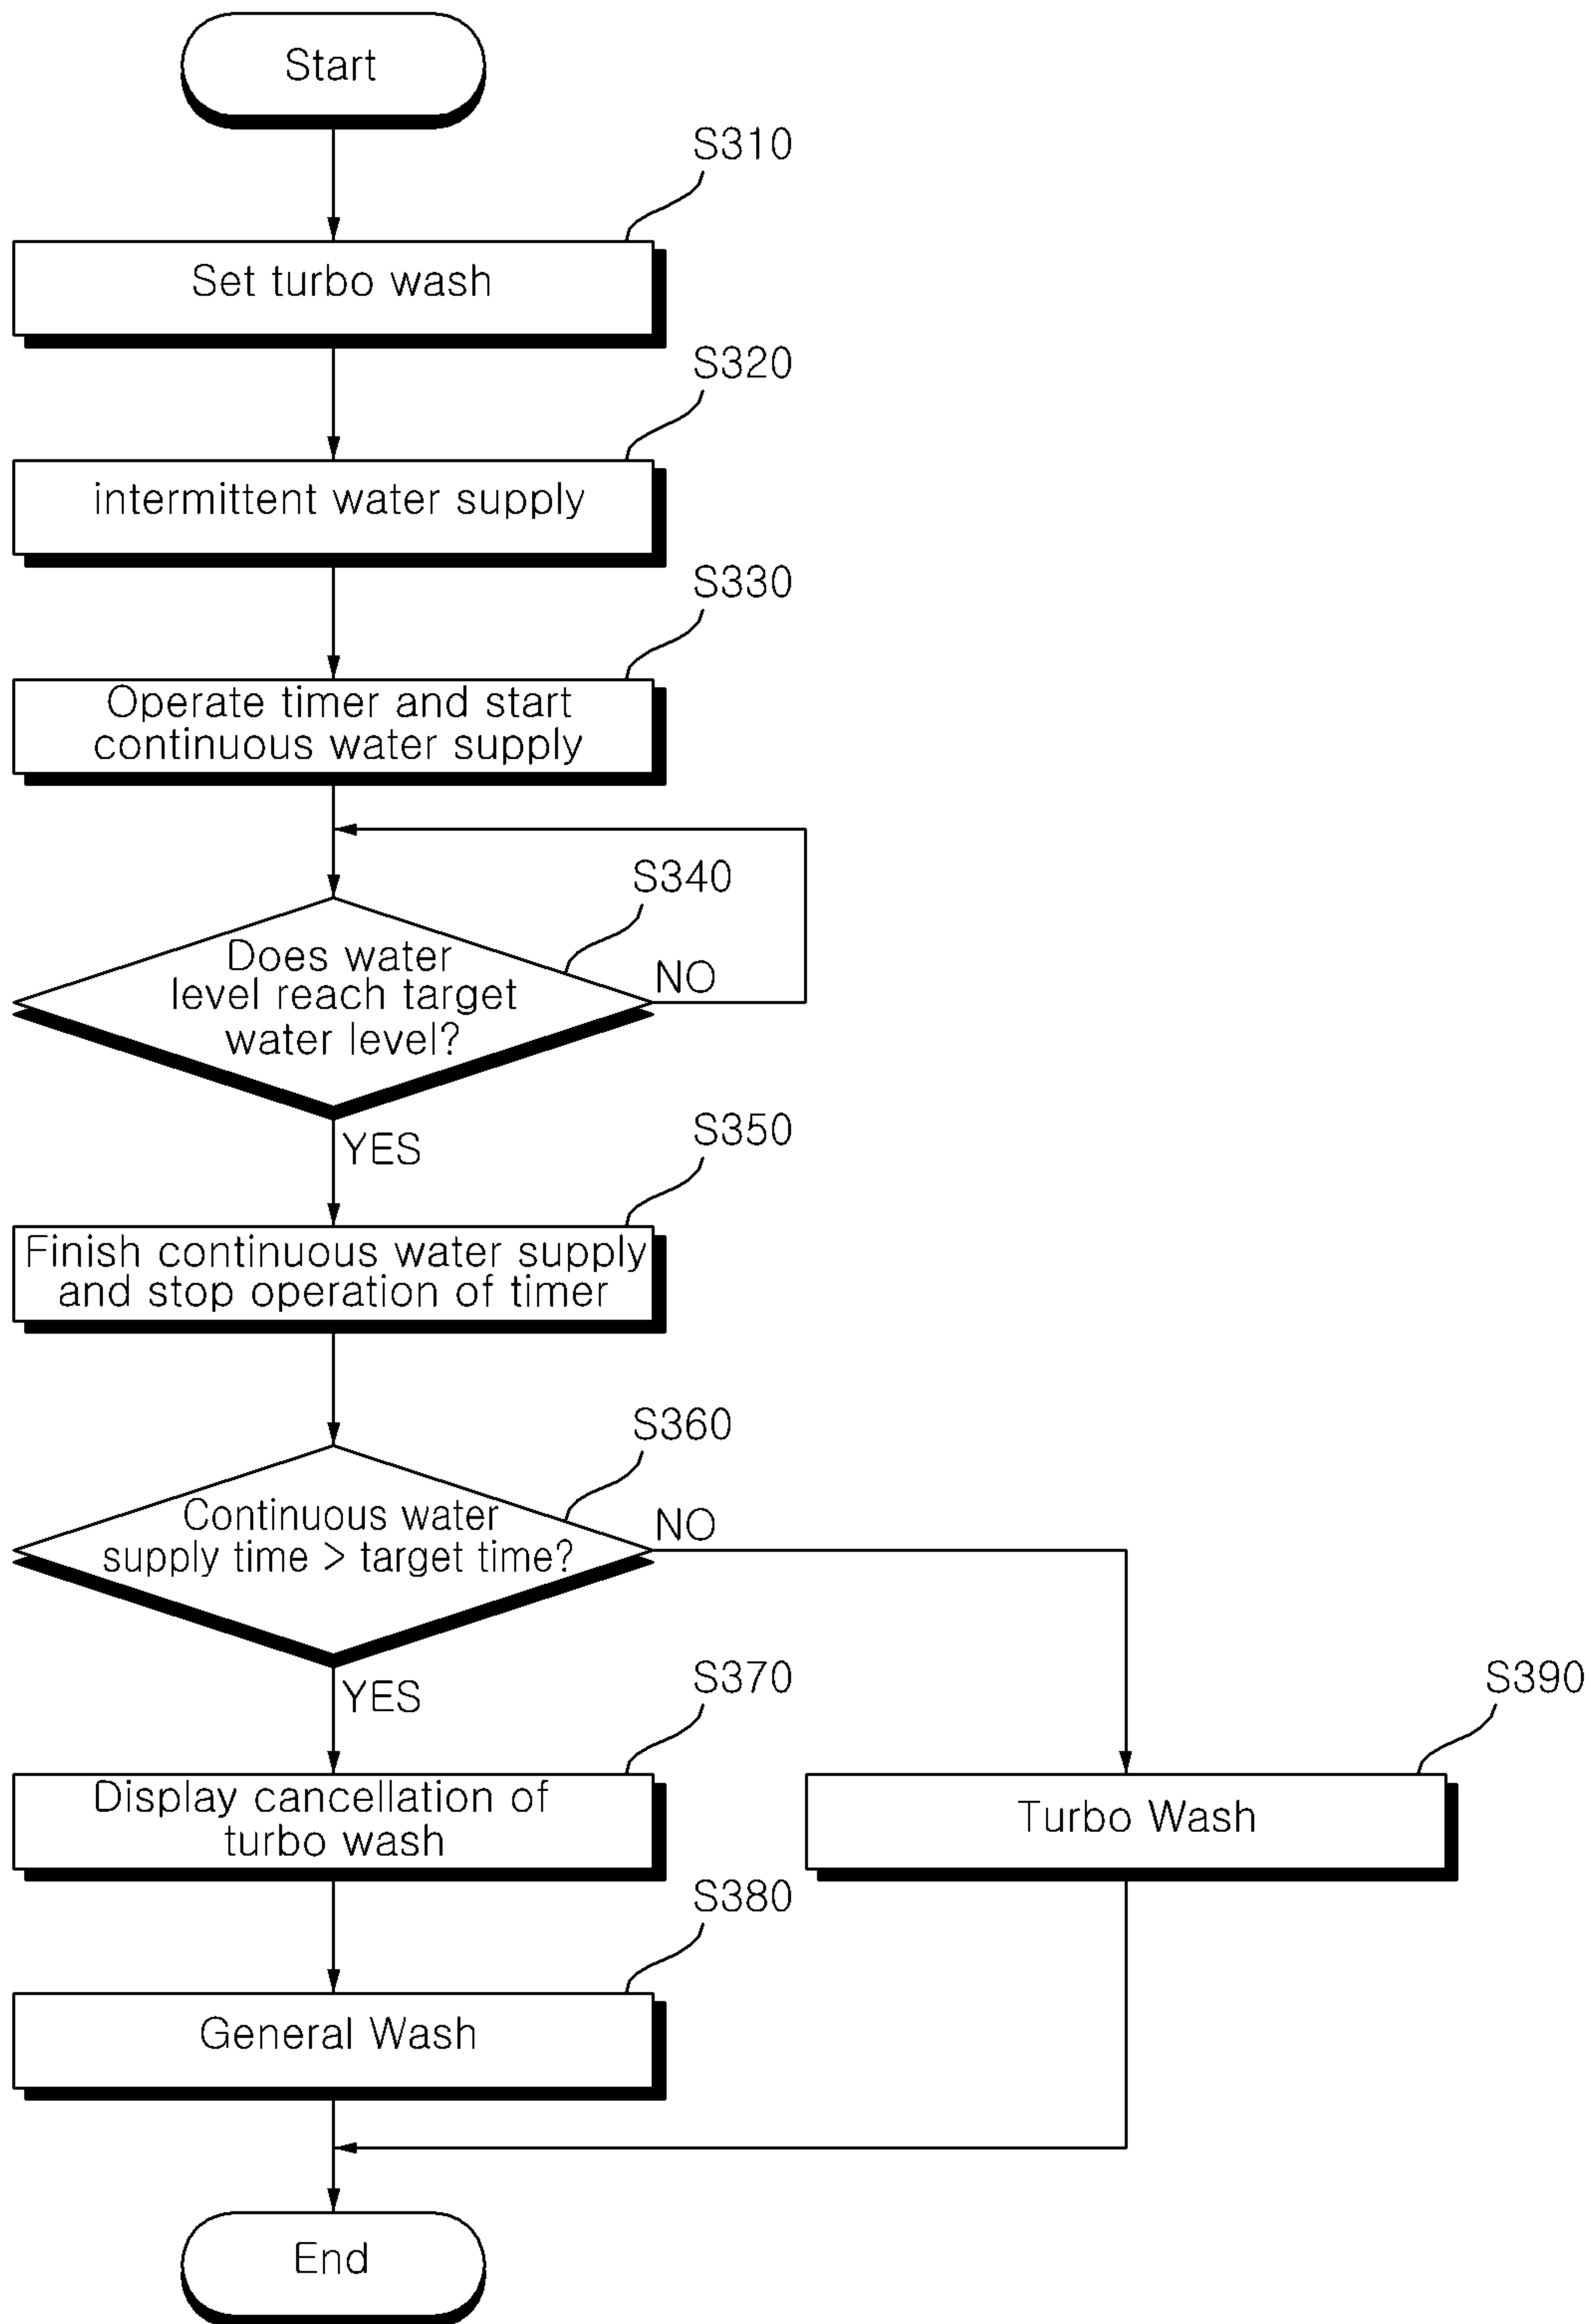 Start
S310
Set turbo wash
S320
intermittent water supply
S330
Operate timer and start
continuous water supply
S340
Does water
level reach target
water level?
NO
YES
S350
Finish continuous water supply
and stop operation of timer
S360
Continuous water
supply time > target time?
NO
YES
S370
Display cancellation of
turbo wash
S390
Turbo Wash
S380
General Wash
End